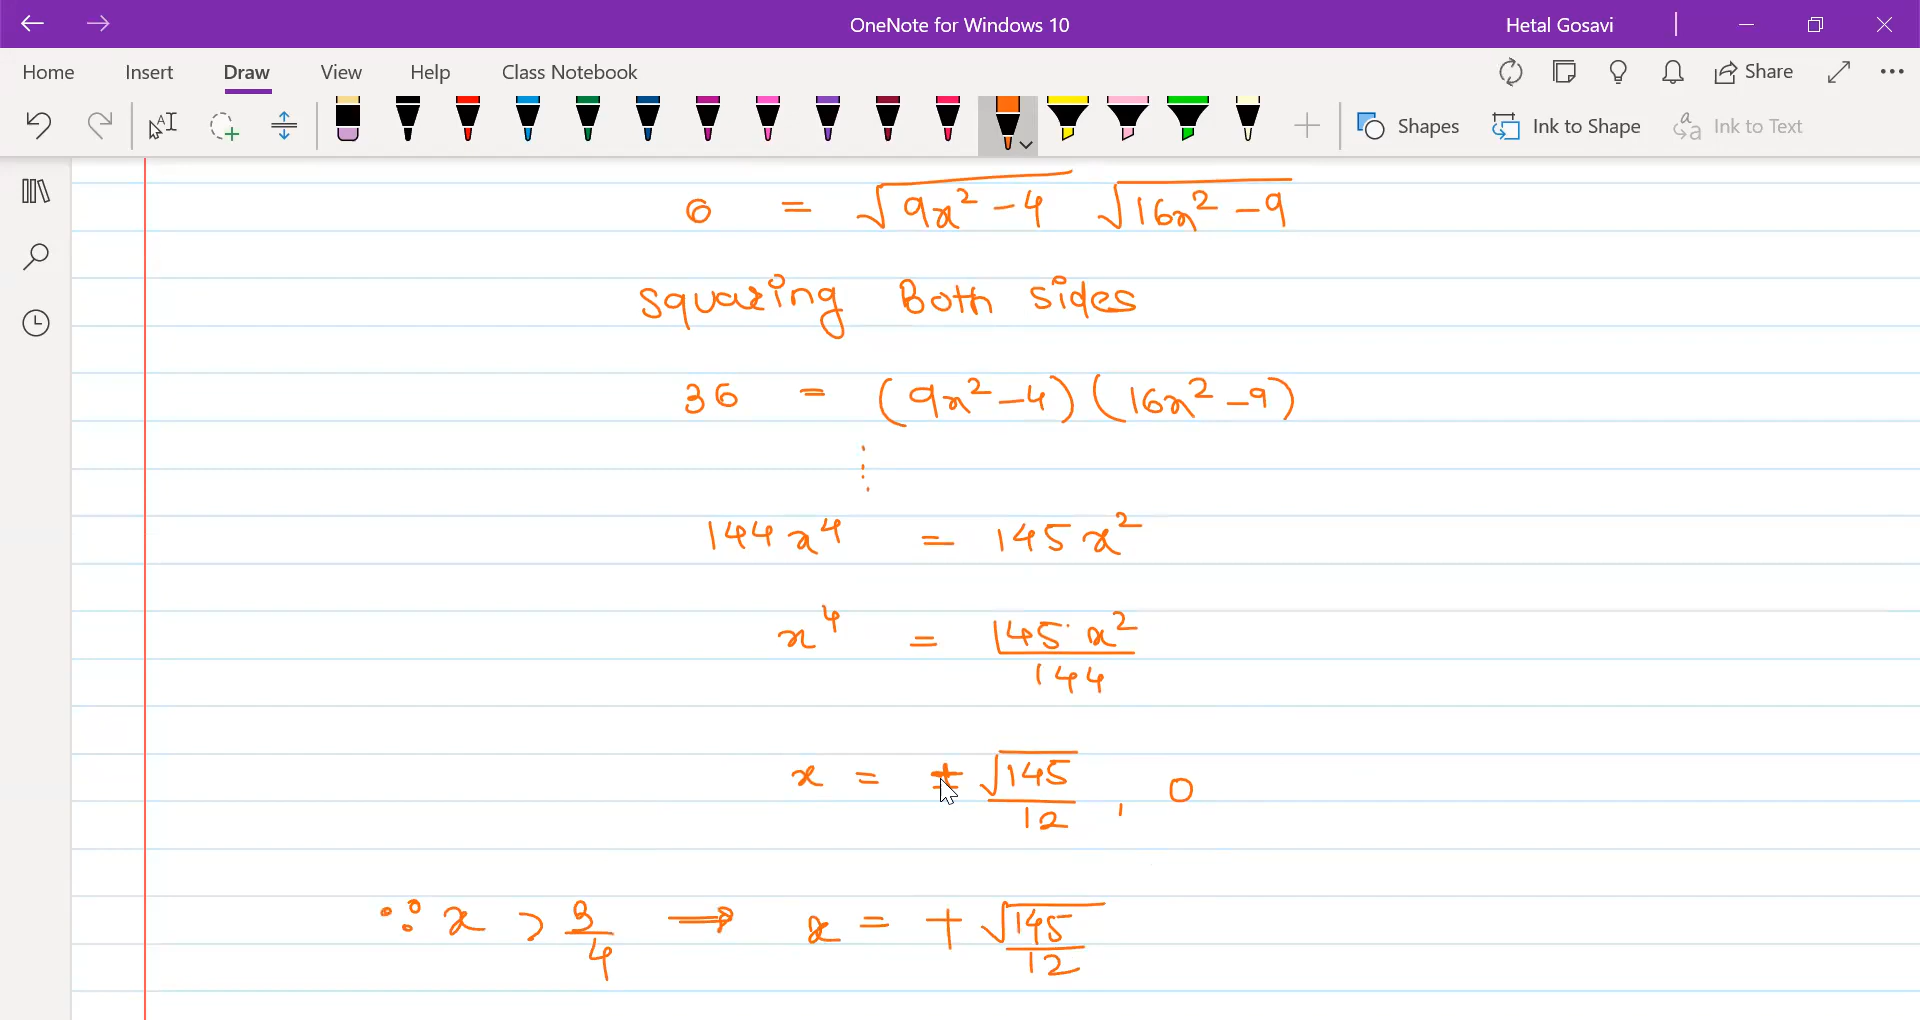 OneNote for Windows 10
Hetal Gosavi
Home Insert Draw View Help Class Notebook Share
Shapes Ink to Shape Ink to Text
6 = √(9x² - 4) √(16x² - 9)
Squaring Both sides
36 = (9x² - 4) (16x² - 9)
⋮
144x⁴ = 145x²
x⁴ = 145 x² / 144
x = ± √145 / 12 , 0
∵ x > 3/4 ⇒ x = + √145 / 12